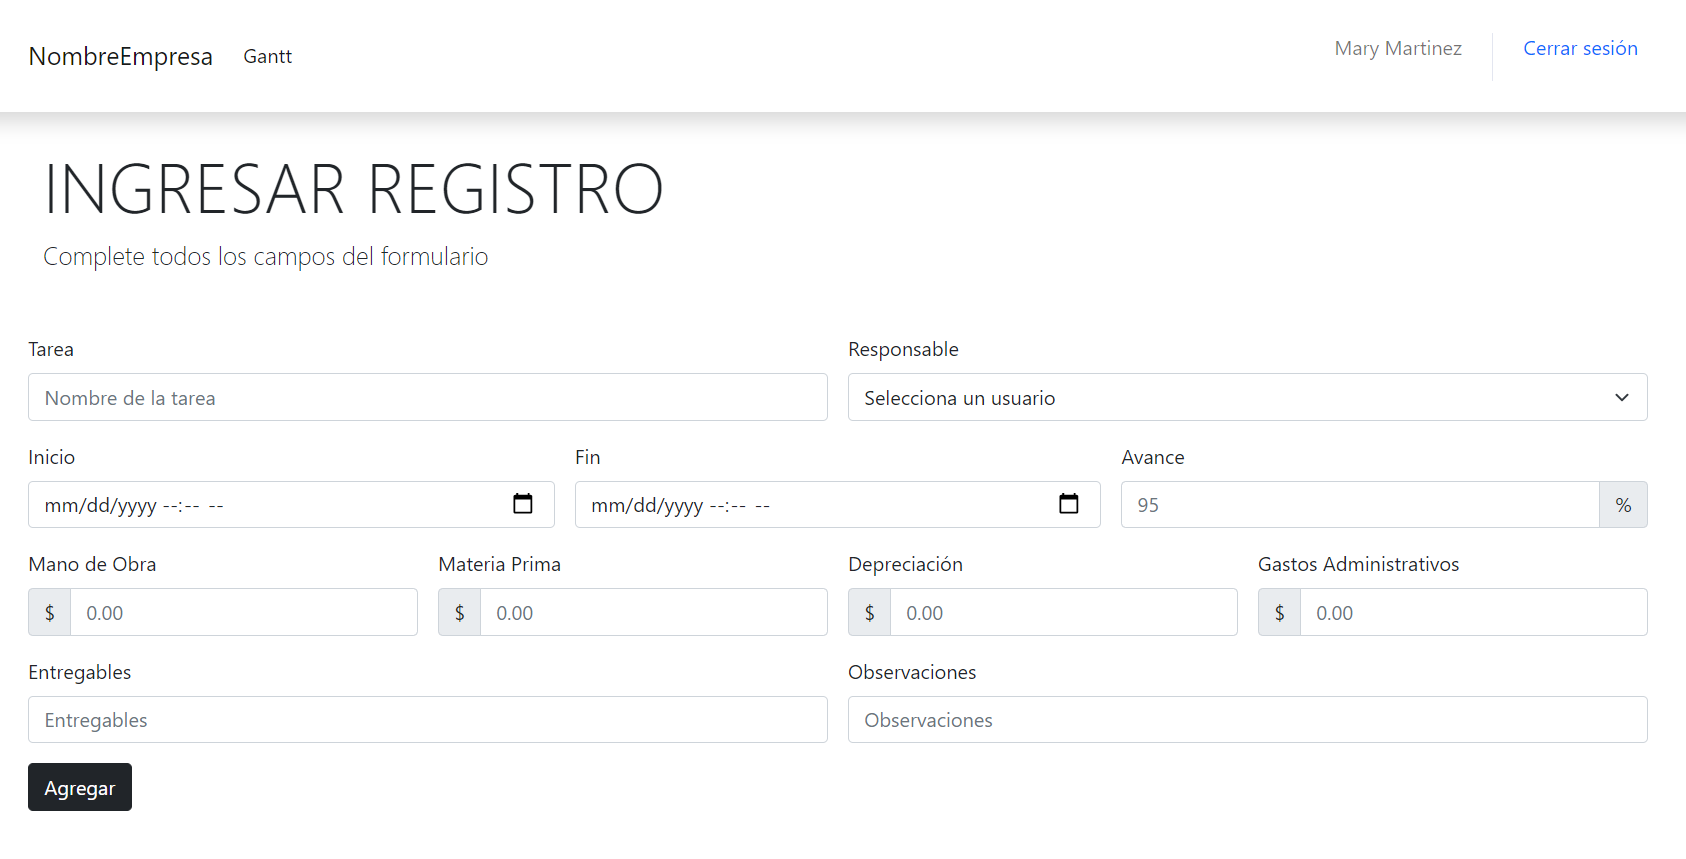 NombreEmpresa Gantt Mary Martinez Cerrar sesión
INGRESAR REGISTRO
Complete todos los campos del formulario
Tarea Responsable
Nombre de la tarea Selecciona un usuario
Inicio Fin Avance
mm/dd/yyyy --:-- -- mm/dd/yyyy --:-- -- 95 %
Mano de Obra Materia Prima Depreciación Gastos Administrativos
$ 0.00 $ 0.00 $ 0.00 $ 0.00
Entregables Observaciones
Entregables Observaciones
Agregar